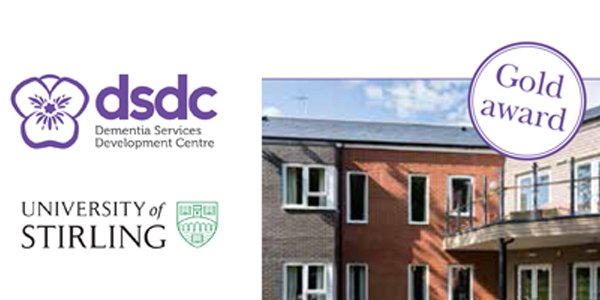 dsdc
Dementia Services
Development Centre
UNIVERSITY of
STIRLING
Gold
award